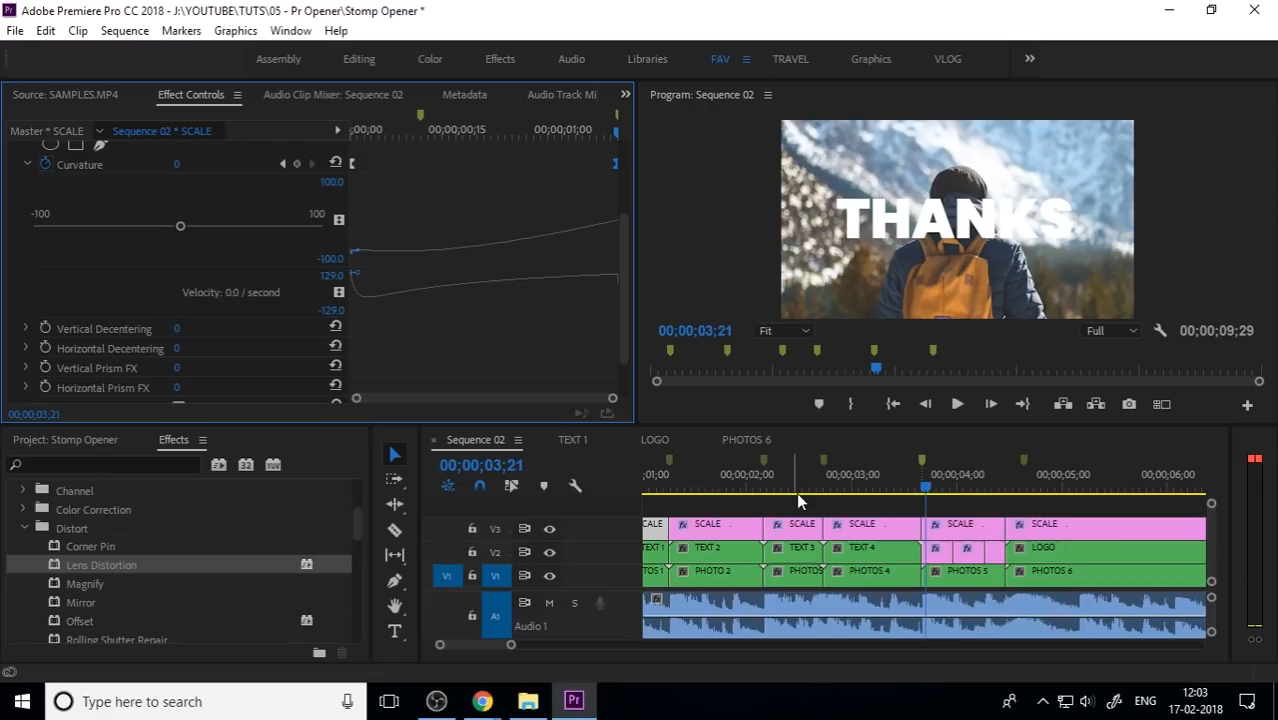 Adobe Premiere Pro CC 2018 - J:\YOUTUBE\TUTS\05 - Pr Opener\Stomp Opener *
File Edit Clip Sequence Markers Graphics Window Help
Assembly Editing Color Effects Audio Libraries FAV TRAVEL Graphics VLOG
Source: SAMPLES.MP4 Effect Controls Audio Clip Mixer: Sequence 02 Metadata Audio Track Mi
Program: Sequence 02
Master * SCALE Sequence 02 * SCALE
;00;00 00;00;00;15 00;00;01;00
Curvature 0
100.0
-100 100
-100.0
129.0
Velocity: 0.0 / second
-129.0
Vertical Decentering 0
Horizontal Decentering 0
Vertical Prism FX 0
Horizontal Prism FX 0
00;00;03;21
THANKS
00;00;03;21 Fit Full 00;00;09;29
Project: Stomp Opener Effects
Channel
Color Correction
Distort
Corner Pin
Lens Distortion
Magnify
Mirror
Offset
Rolling Shutter Repair
Sequence 02 TEXT 1 LOGO PHOTOS 6
00;00;03;21
;01;00 00;00;02;00 00;00;03;00 00;00;04;00 00;00;05;00 00;00;06;00
V3 SCALE SCALE . SCALE SCALE . SCALE . SCALE
V2 TEXT1 TEXT 2 TEXT 3 TEXT 4 LOGO
V1 V1 TOS 1 PHOTO 2 PHOTOS PHOTOS 4 PHOTOS 5 PHOTOS 6
A1 M S
Audio 1
Type here to search
ENG
12:03
17-02-2018